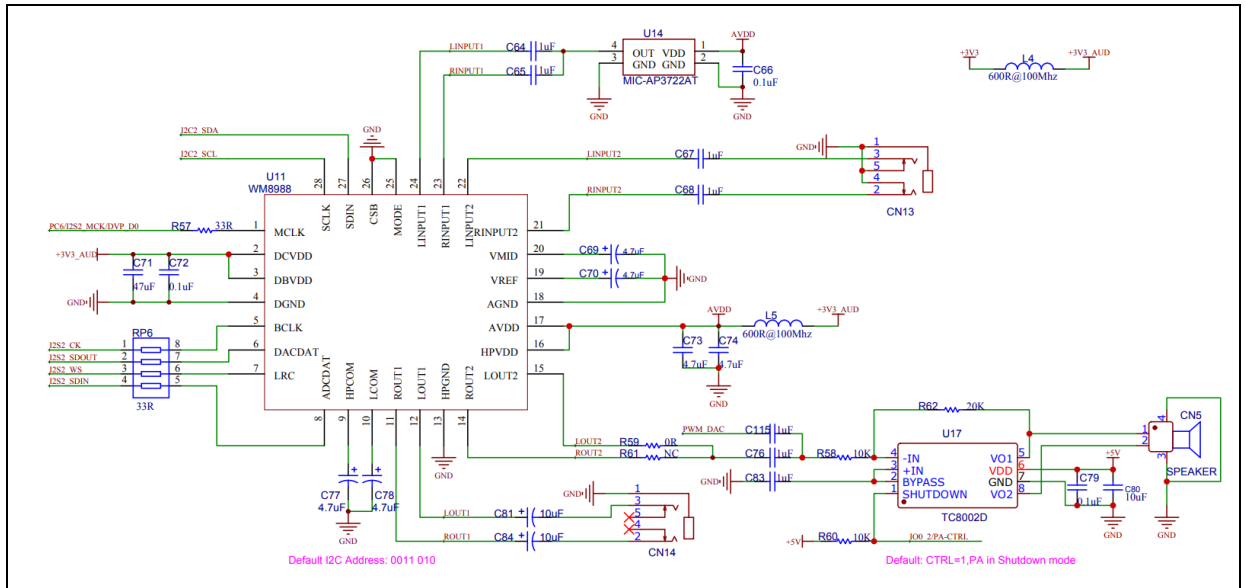 U14
AVDD
LINPUT1 C64 1uF 4 OUT VDD 1
3 GND GND 2
RINPUT1 C65 1uF
MIC-AP3722AT
C66
0.1uF
GND
GND
+3V3 L4 +3V3_AUD
600R@100Mhz
I2C2_SDA
GND
I2C2_SCL
LINPUT2 C67 1uF
RINPUT2 C68 1uF
GND
1
3
5
4
2
CN13
U11
WM8988
28 27 26 25 24 23 22
SCLK SDIN CSB MODE LINPUT1 RINPUT1 LINPUT2
PC6/I2S2_MCK/DVP_D0 R57 33R 1 MCLK
+3V3_AUD 2 DCVDD
C71 C72
47uF 0.1uF
3 DBVDD
GND 4 DGND
5 BCLK
6 DACDAT
7 LRC
RP6
I2S2_CK 1 8
I2S2_SDOUT 2 7
I2S2_WS 3 6
I2S2_SDIN 4 5
33R
RINPUT2 21
VMID 20 C69 + 4.7uF
VREF 19 C70 + 4.7uF
GND
AGND 18
AVDD 17
HPVDD 16
LOUT2 15
AVDD L5 +3V3_AUD
600R@100Mhz
C73 C74
4.7uF 4.7uF
GND
ADCDAT HPCOM LCOM ROUT1 LOUT1 HPGND ROUT2
8 9 10 11 12 13 14
GND
+ +
C77 C78
4.7uF 4.7uF
GND
LOUT2 R59 0R
ROUT2 R61 NC
PWM_DAC C115 1uF
C76 1uF R58 10K
GND C83 1uF
R62 20K
U17
4 -IN VO1 5
3 +IN VDD 6
2 BYPASS GND 7
1 SHUTDOWN VO2 8
TC8002D
+5V R60 10K IO0_2/PA-CTRL
+5V
C79 C80
0.1uF 10uF
GND
CN5
4
1
2
3
SPEAKER
GND
GND
LOUT1 C81 + 10uF
ROUT1 C84 + 10uF
1
3
5
4
2
CN14
Default I2C Address: 0011 010
Default: CTRL=1,PA in Shutdown mode